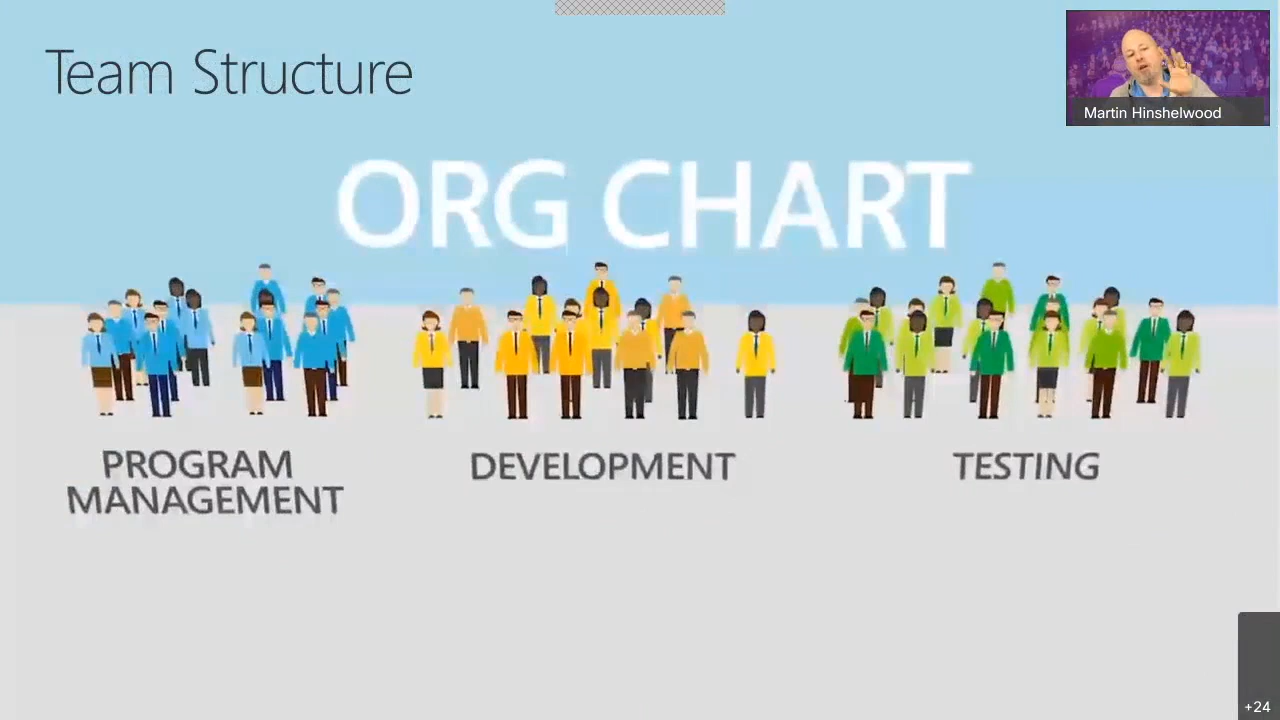 Team Structure
Martin Hinshelwood
ORG CHART
PROGRAM
MANAGEMENT
DEVELOPMENT
TESTING
+24